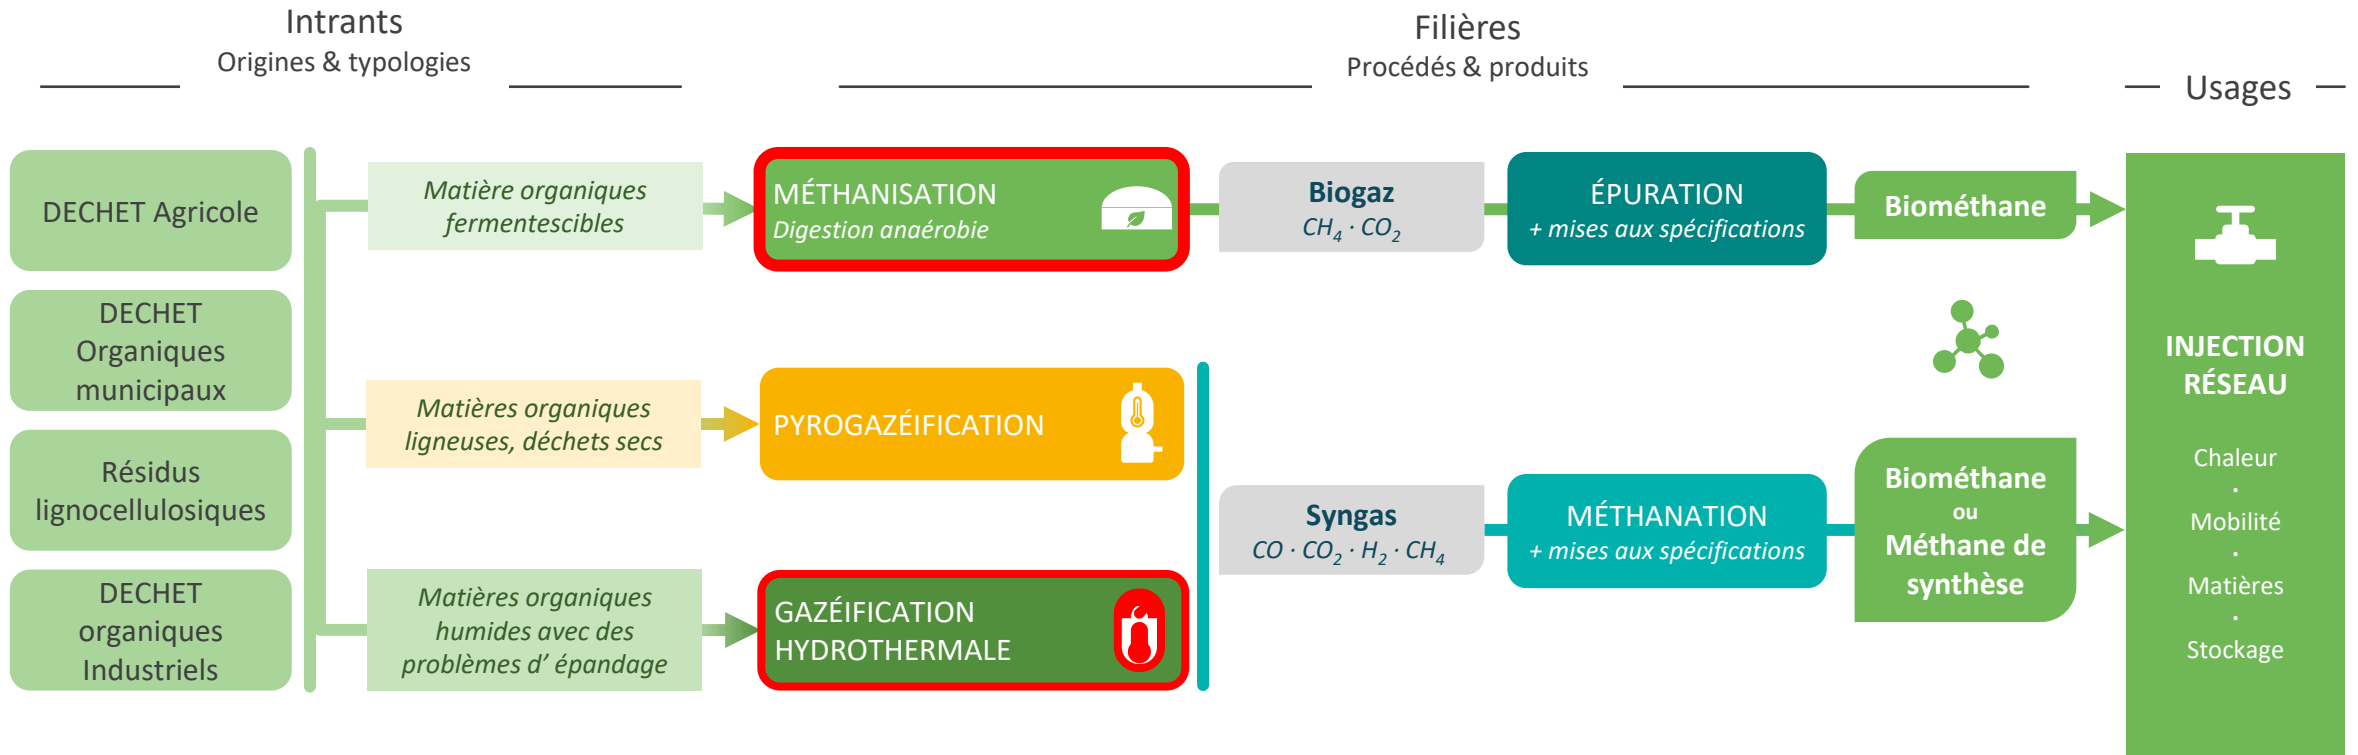 Intrants
Origines & typologies
Filières
Procédés & produits
Usages
DECHET Agricole
DECHET
Organiques
municipaux
Résidus
lignocellulosiques
DECHET
organiques
Industriels
Matière organiques
fermentescibles
Matières organiques
ligneuses, déchets secs
Matières organiques
humides avec des
problèmes d’ épandage
MÉTHANISATION
Digestion anaérobie
PYROGAZÉIFICATION
GAZÉIFICATION
HYDROTHERMALE
Biogaz
CH₄ · CO₂
Syngas
CO · CO₂ · H₂ · CH₄
ÉPURATION
+ mises aux spécifications
MÉTHANATION
+ mises aux spécifications
Biométhane
Biométhane
ou
Méthane de
synthèse
INJECTION
RÉSEAU
Chaleur
·
Mobilité
·
Matières
·
Stockage